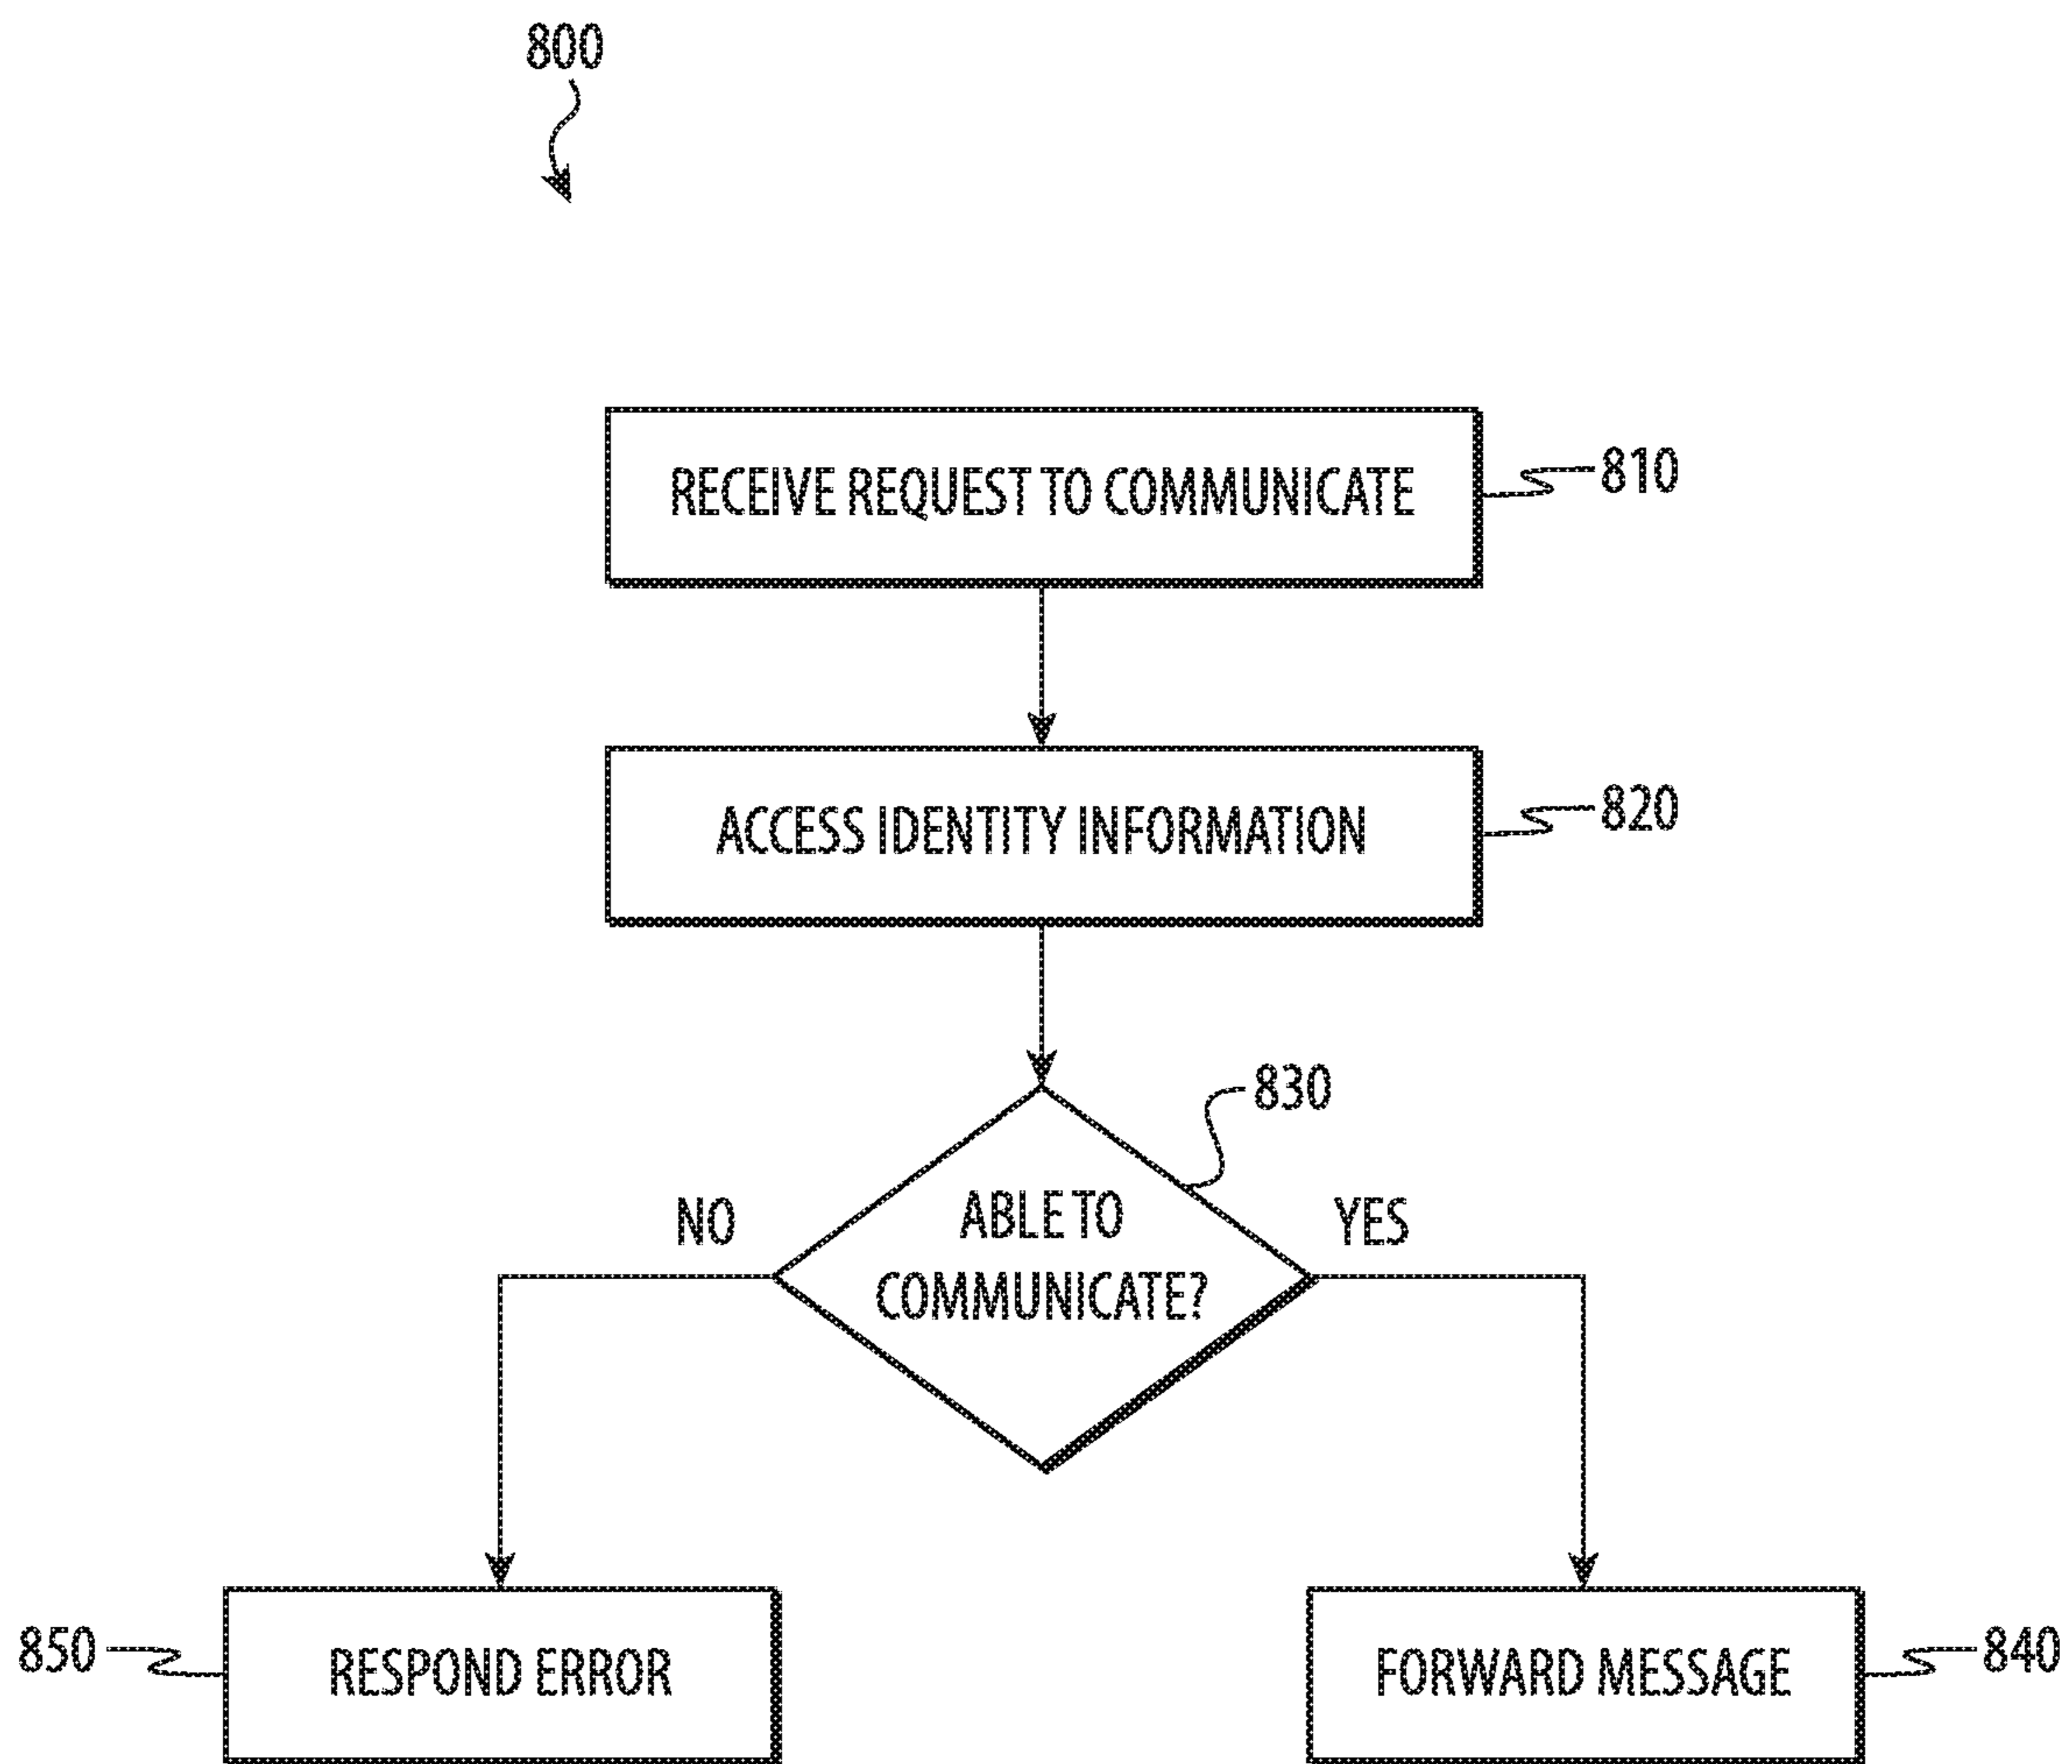 800
RECEIVE REQUEST TO COMMUNICATE
810
ACCESS IDENTITY INFORMATION
820
830
ABLE TO
COMMUNICATE?
NO
YES
850
RESPOND ERROR
FORWARD MESSAGE
840